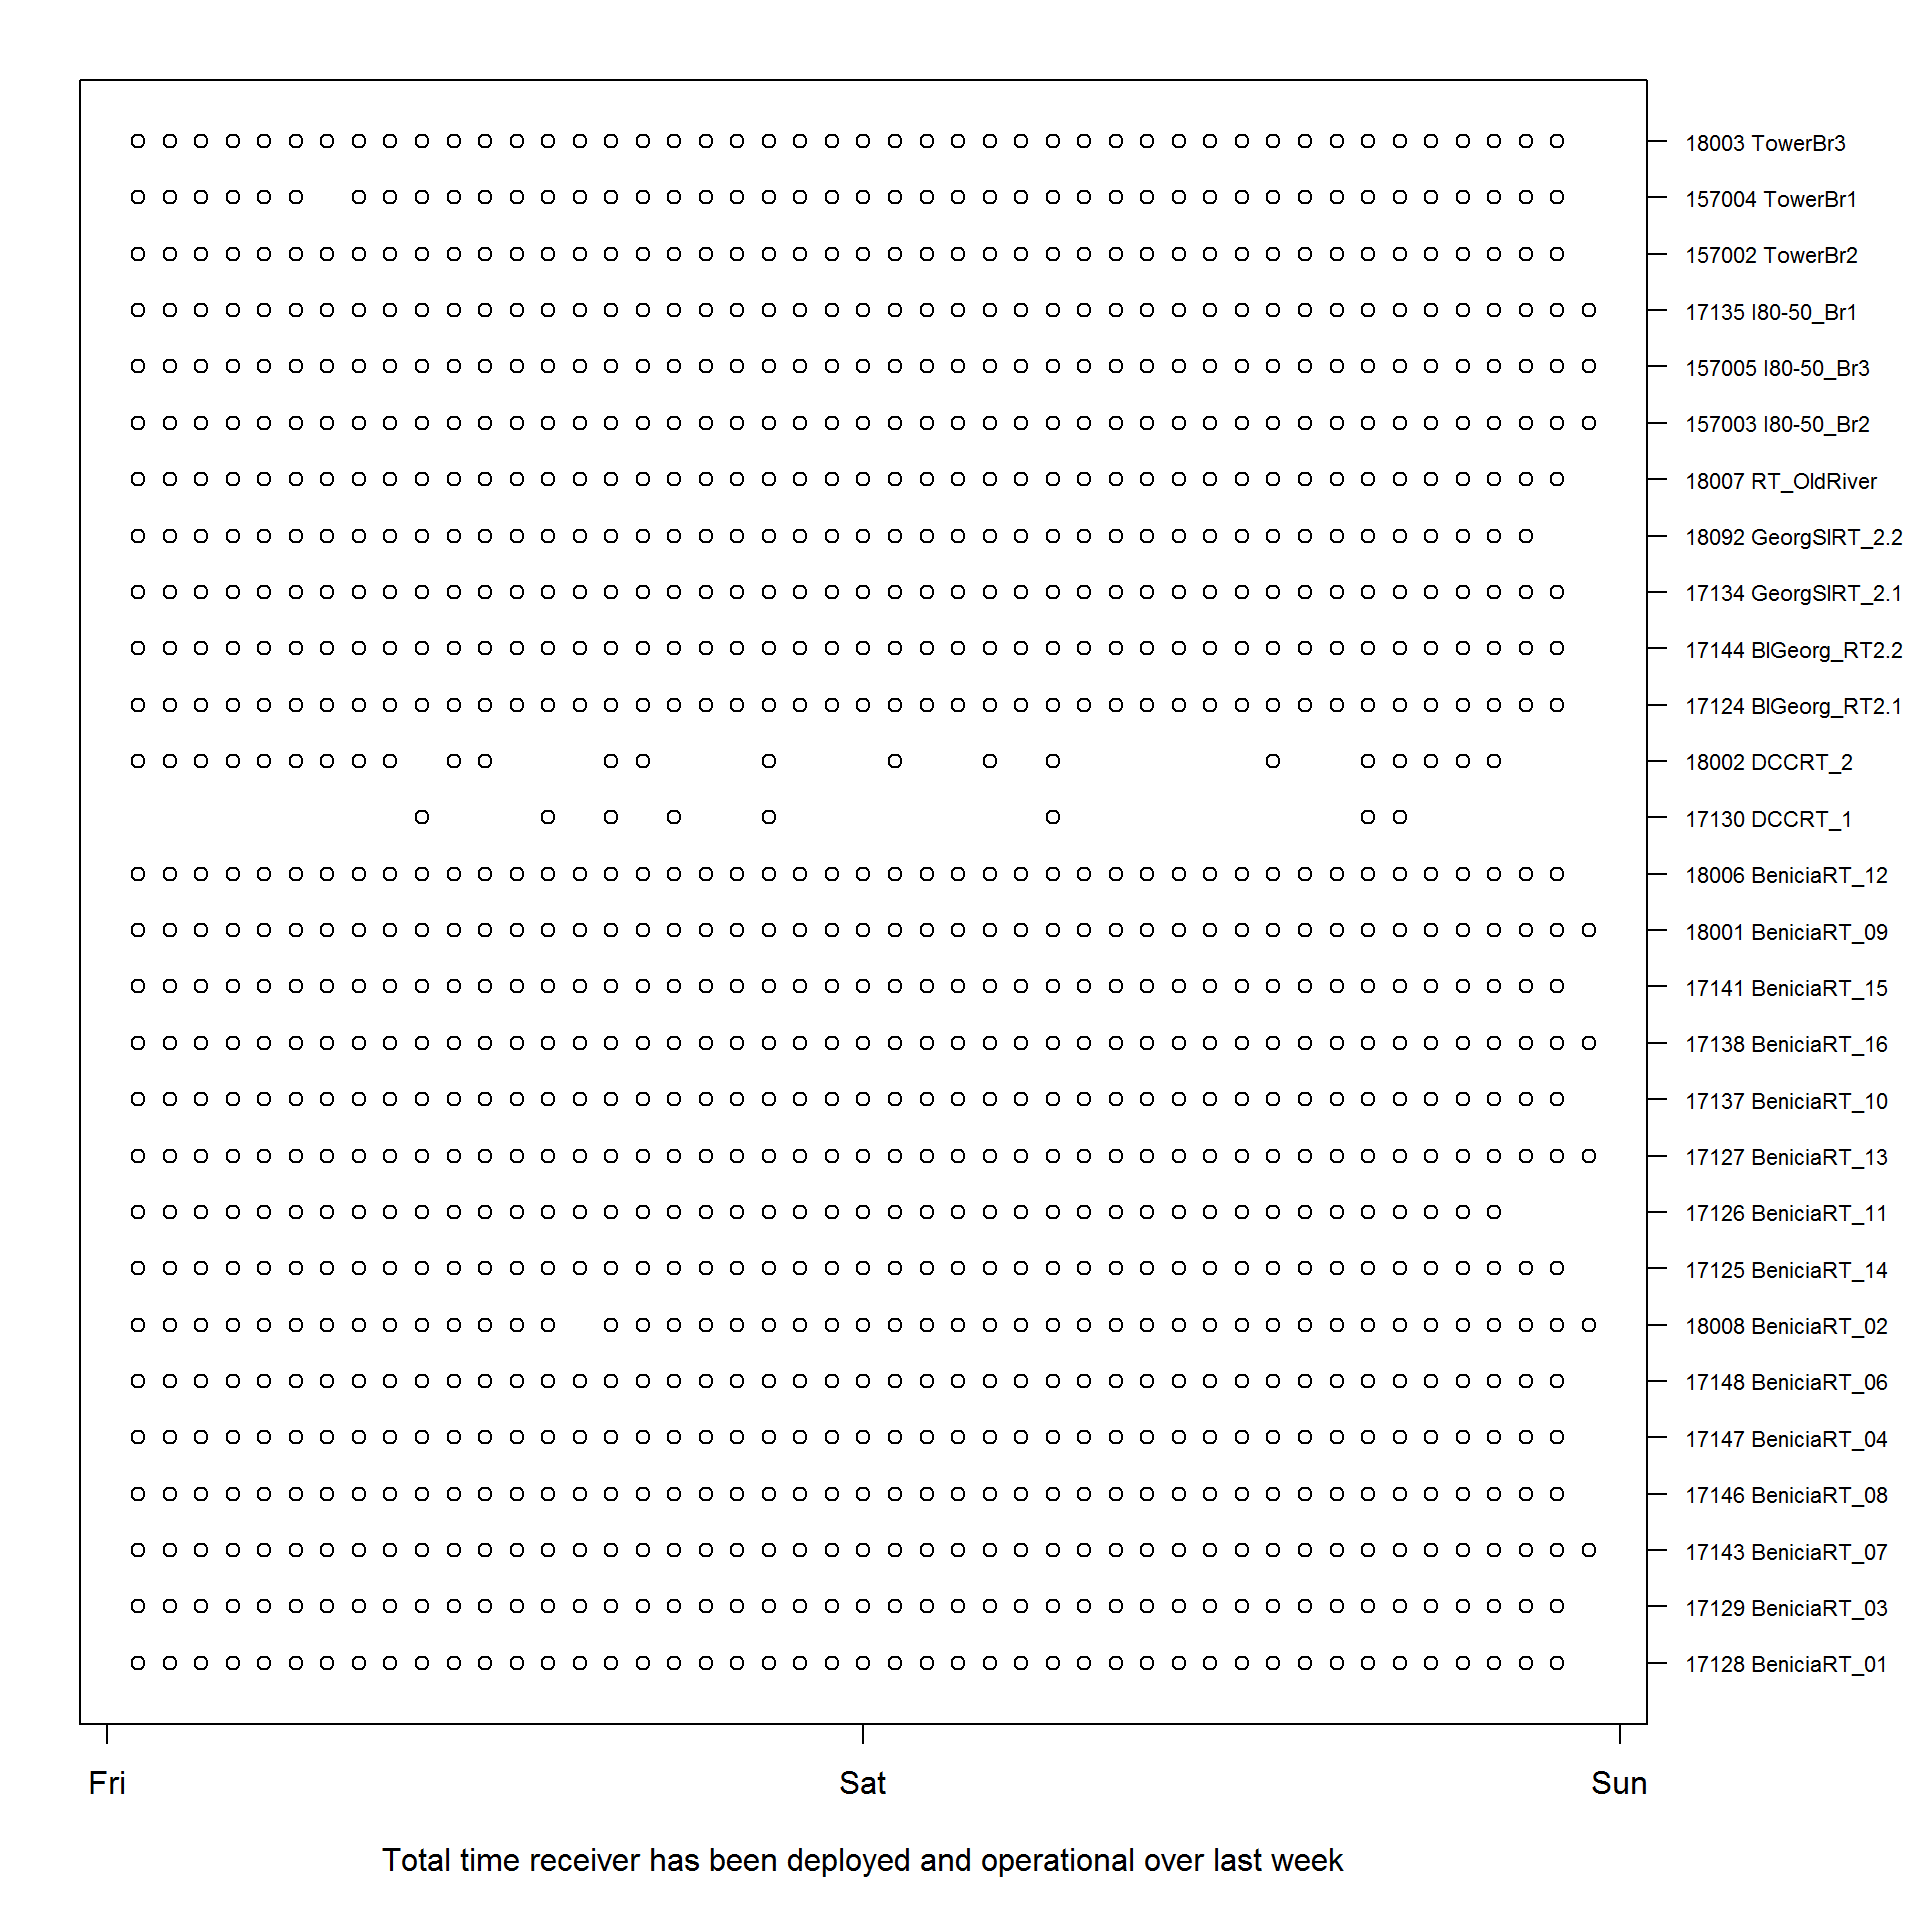 18003 TowerBr3
157004 TowerBr1
157002 TowerBr2
17135 I80-50_Br1
157005 I80-50_Br3
157003 I80-50_Br2
18007 RT_OldRiver
18092 GeorgSlRT_2.2
17134 GeorgSlRT_2.1
17144 BlGeorg_RT2.2
17124 BlGeorg_RT2.1
18002 DCCRT_2
17130 DCCRT_1
18006 BeniciaRT_12
18001 BeniciaRT_09
17141 BeniciaRT_15
17138 BeniciaRT_16
17137 BeniciaRT_10
17127 BeniciaRT_13
17126 BeniciaRT_11
17125 BeniciaRT_14
18008 BeniciaRT_02
17148 BeniciaRT_06
17147 BeniciaRT_04
17146 BeniciaRT_08
17143 BeniciaRT_07
17129 BeniciaRT_03
17128 BeniciaRT_01
Fri Sat Sun
Total time receiver has been deployed and operational over last week